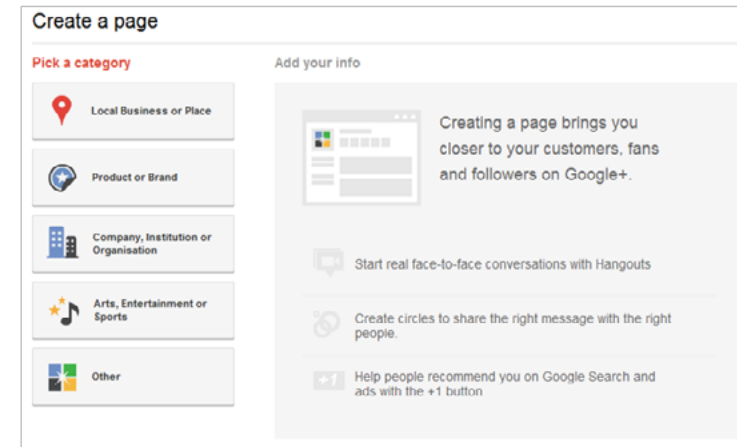 Create a page
Pick a category
Add your info
Local Business or Place
Product or Brand
Company, Institution or
Organisation
Arts, Entertainment or
Sports
Other
Creating a page brings you
closer to your customers, fans
and followers on Google+.
Start real face-to-face conversations with Hangouts
Create circles to share the right message with the right
people.
+1
Help people recommend you on Google Search and
ads with the +1 button